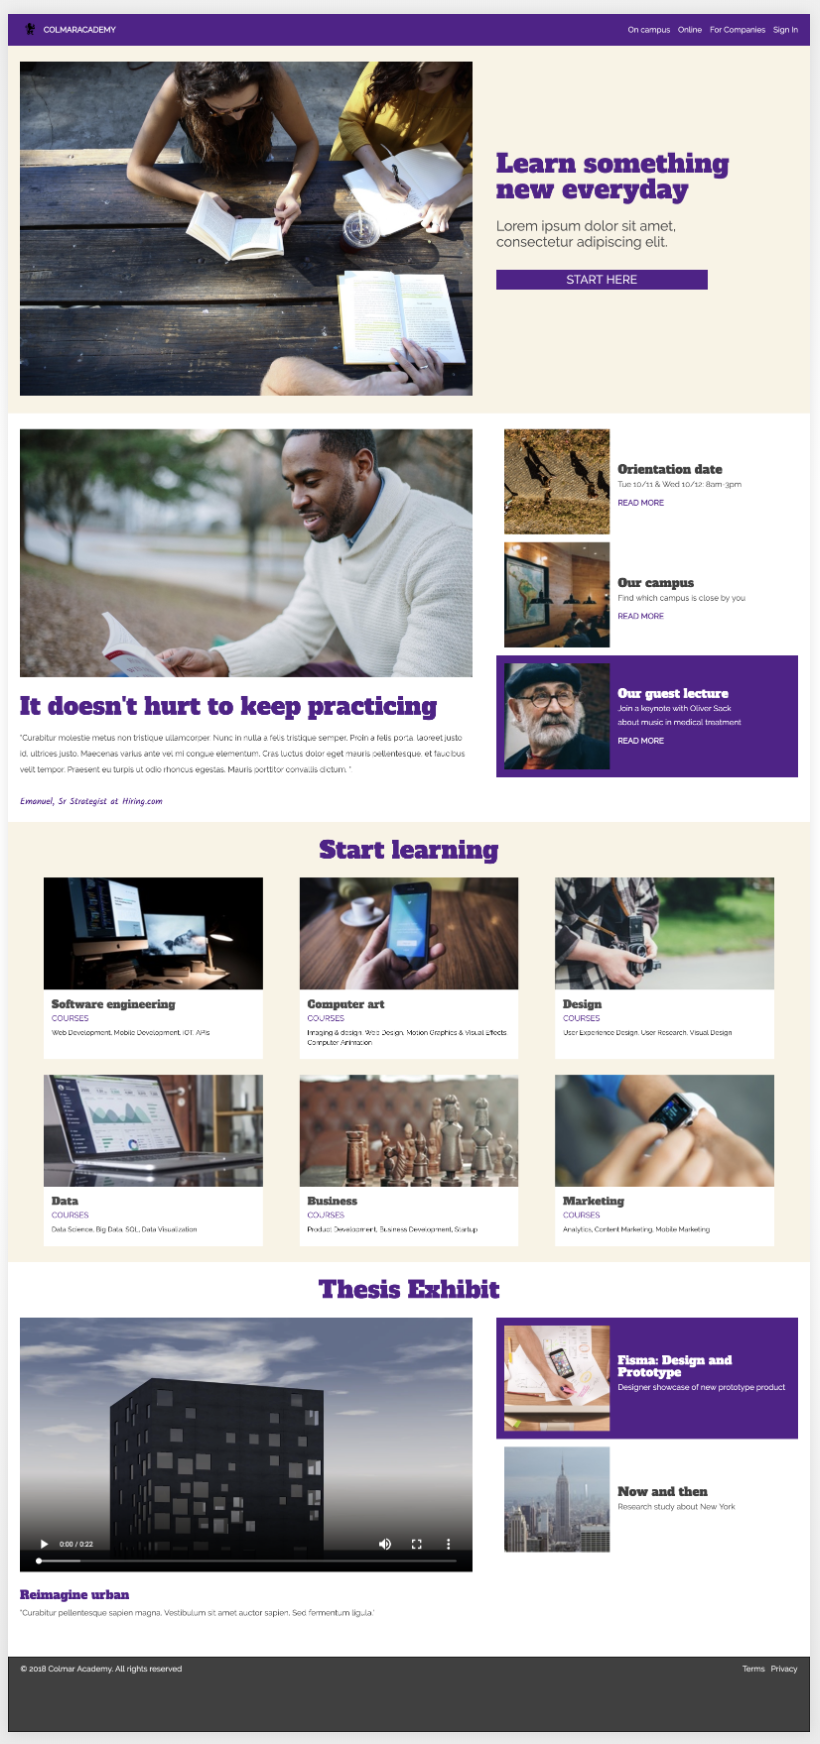 COLMARACADEMY
On campus Online For Companies Sign In
Learn something
new everyday
Lorem ipsum dolor sit amet,
consectetur adipiscing elit.
START HERE
Orientation date
Tue 10/11 & Wed 10/12: 8am-3pm
READ MORE
Our campus
Find which campus is close by you
READ MORE
Our guest lecture
Join a keynote with Oliver Sack
about music in medical treatment
READ MORE
It doesn't hurt to keep practicing
"Curabitur molestie metus non tristique ullamcorper. Nunc in nulla a felis tristique semper. Proin a felis porta, laoreet justo
id, ultrices justo. Maecenas varius ante vel mi congue elementum. Cras luctus dolor eget mauris pellentesque, et faucibus
velit tempor. Praesent eu turpis ut odio rhoncus egestas. Mauris porttitor convallis dictum. "
Emanuel, Sr Strategist at Hiring.com
Start learning
Software engineering
COURSES
Web Development, Mobile Development, IOT, APIs
Computer art
COURSES
Imaging & design, Web Design, Motion Graphics & Visual Effects
Computer Animation
Design
COURSES
User Experience Design, User Research, Visual Design
Data
COURSES
Data Science, Big Data, SQL, Data Visualization
Business
COURSES
Product Development, Business Development, Startup
Marketing
COURSES
Analytics, Content Marketing, Mobile Marketing
Thesis Exhibit
0:00 / 0:22
Reimagine urban
"Curabitur pellentesque sapien magna. Vestibulum sit amet auctor sapien. Sed fermentum ligula."
Fisma: Design and
Prototype
Designer showcase of new prototype product
Now and then
Research study about New York
© 2018 Colmar Academy. All rights reserved
Terms Privacy